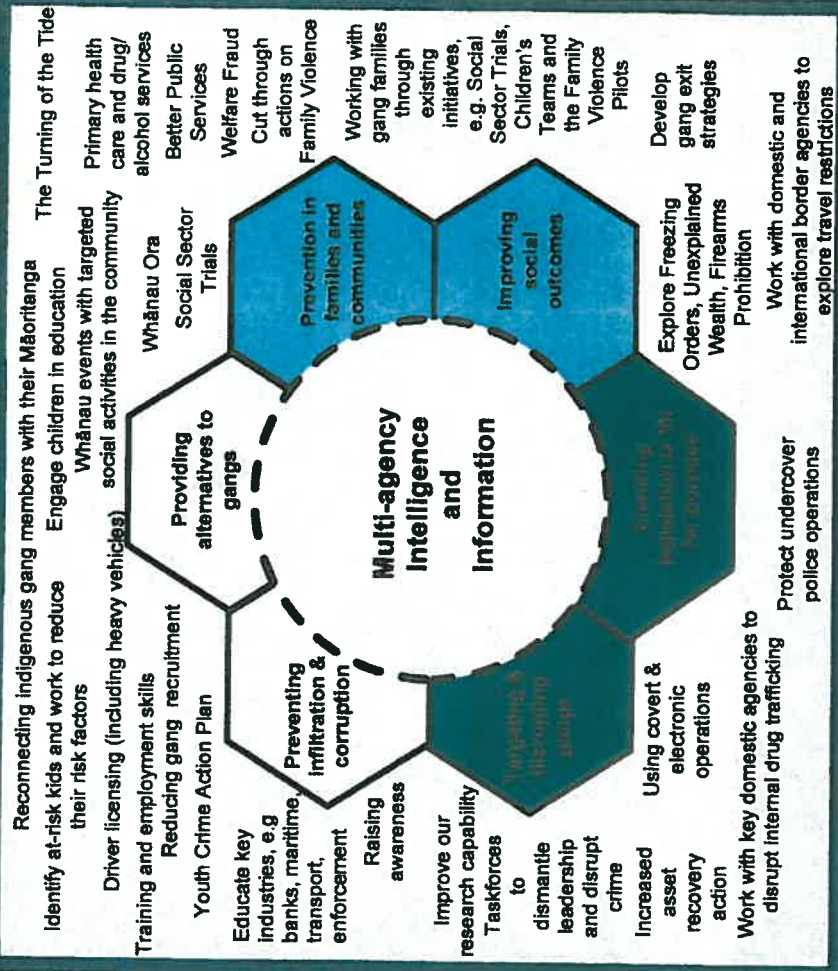 Reconnecting indigenous gang members with their Māoritanga
Identify at-risk kids and work to reduce
their risk factors
Engage children in education
The Turning of the Tide
Driver licensing (including heavy vehicles)
Whānau events with targeted
social activities in the community
Training and employment skills
Reducing gang recruitment
Youth Crime Action Plan
Primary health
care and drug/
alcohol services
Whānau Ora
Social Sector
Trials
Better Public
Services
Welfare Fraud
Cut through
actions on
Family Violence
Educate key
industries, e.g
banks, maritime,
transport,
enforcement
Raising
awareness
Preventing
infiltration &
corruption
Providing
alternatives to
gangs
Prevention in
families and
communities
Working with
gang families
through
existing
initiatives,
e.g. Social
Sector Trials,
Children's
Teams and
the Family
Violence
Pilots
Multi-agency
Intelligence
and
Information
Improve our
research capability
Taskforces
to
dismantle
leadership
and disrupt
crime
Targeting &
disrupting
gangs
legislation is fit
for purpose
Improving
social
outcomes
Develop
gang exit
strategies
Increased
asset
recovery
action
Using covert &
electronic
operations
Explore Freezing
Orders, Unexplained
Wealth, Firearms
Prohibition
Work with key domestic agencies to
disrupt internal drug trafficking
Protect undercover
police operations
Work with domestic and
international border agencies to
explore travel restrictions